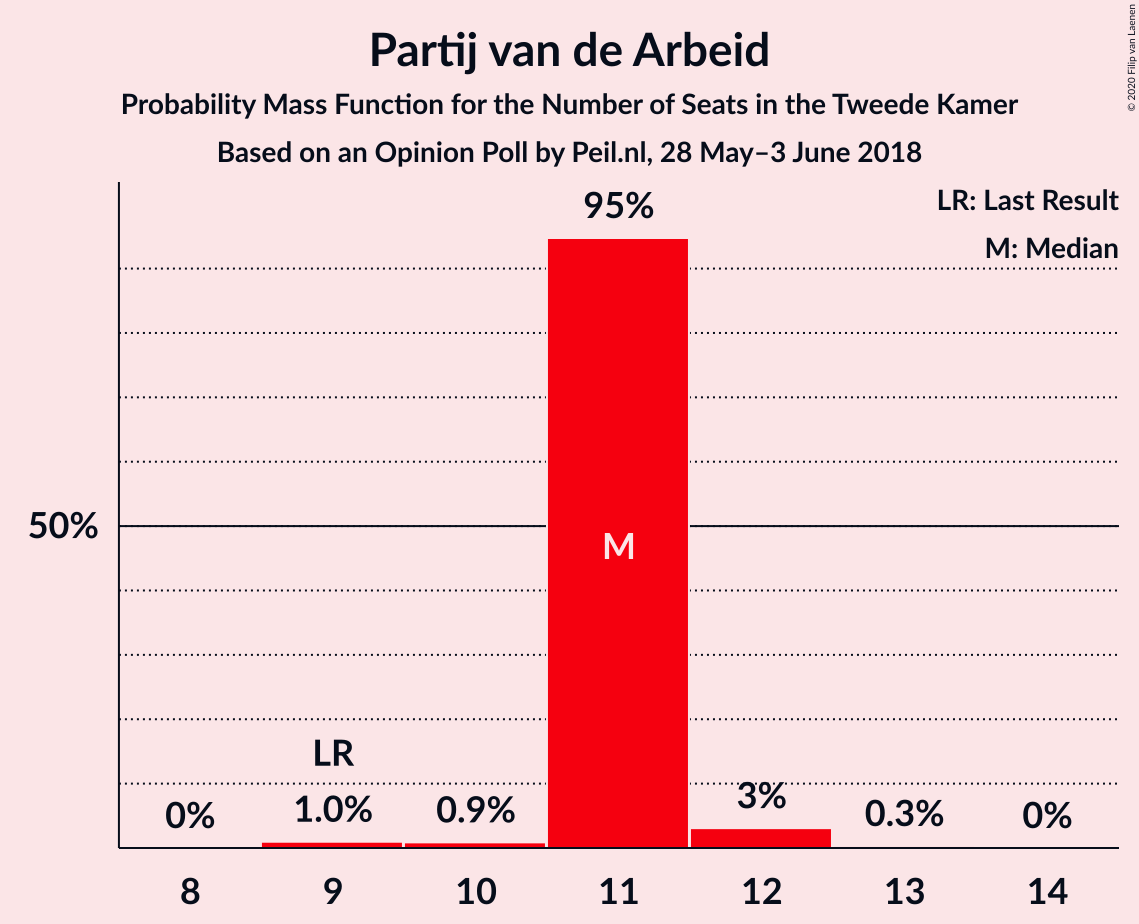 Partij van de Arbeid
Probability Mass Function for the Number of Seats in the Tweede Kamer
Based on an Opinion Poll by Peil.nl, 28 May–3 June 2018
© 2020 Filip van Laenen
LR: Last Result
M: Median
95%
50%
M
LR
0%
1.0%
0.9%
3%
0.3%
0%
8
9
10
11
12
13
14